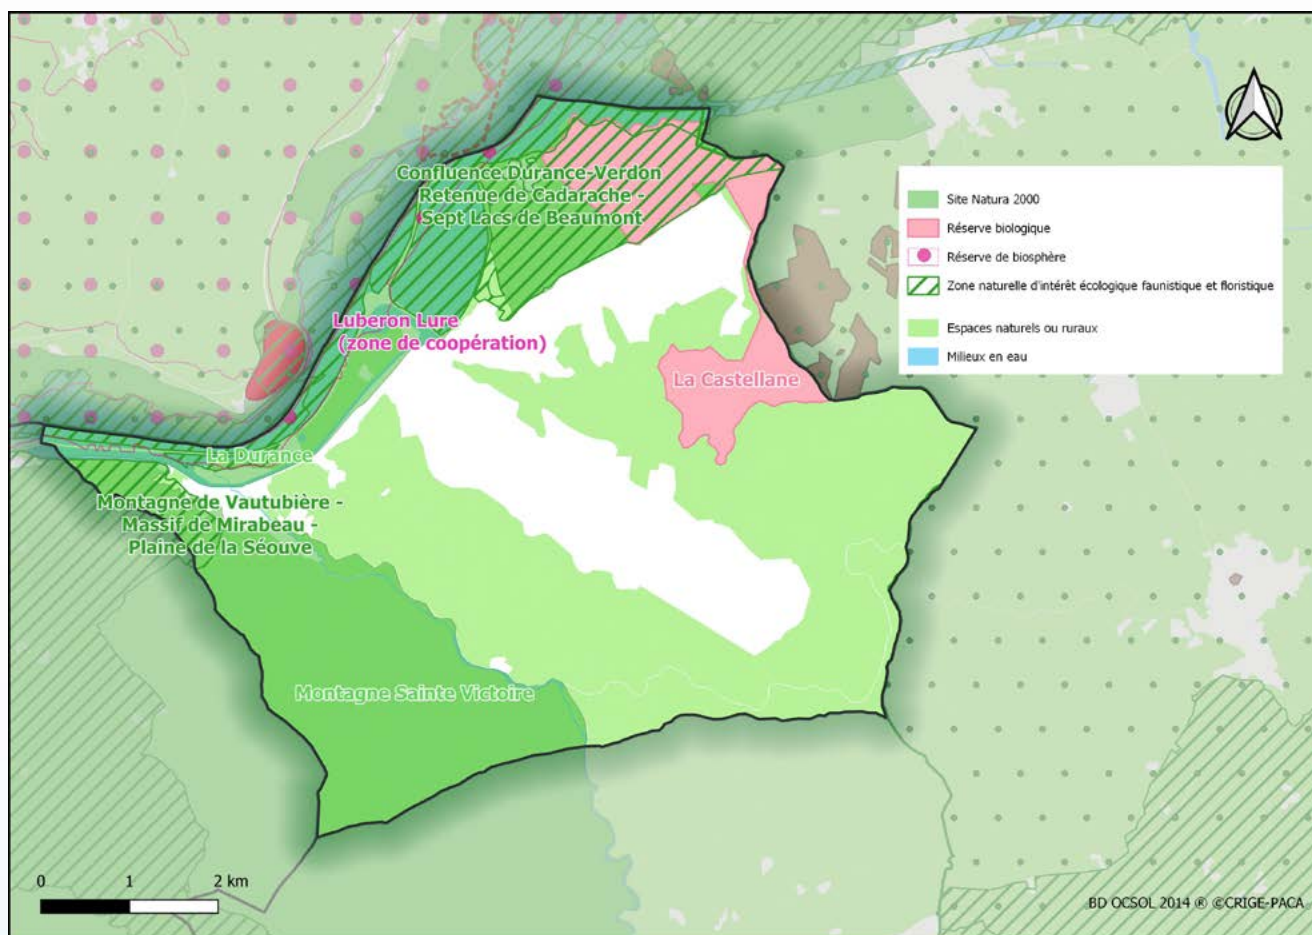 Confluence Durance-Verdon
Retenue de Cadarache -
Sept Lacs de Beaumont
Site Natura 2000
Réserve biologique
Réserve de biosphère
Zone naturelle d'intérêt écologique faunistique et floristique
Espaces naturels ou ruraux
Milieux en eau
Luberon Lure
(zone de coopération)
La Castellane
La Durance
Montagne de Vautubière -
Massif de Mirabeau -
Plaine de la Séouve
Montagne Sainte Victoire
0 1 2 km
BD OCSOL 2014 ® ©CRIGE-PACA